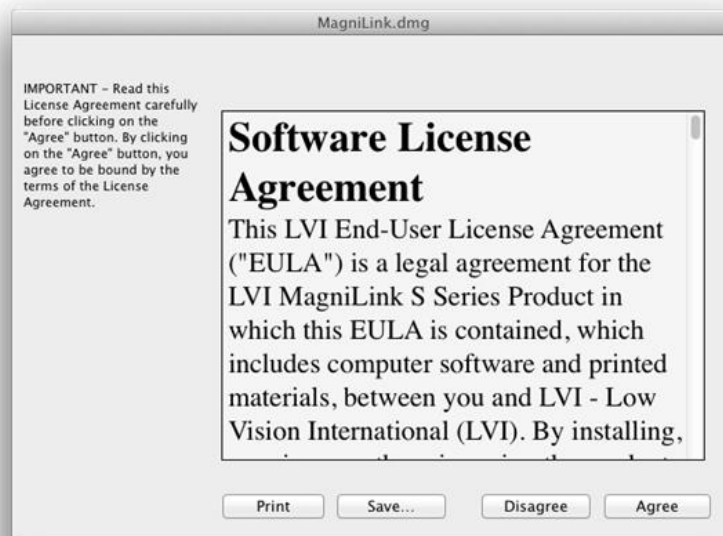 MagniLink.dmg
IMPORTANT – Read this
License Agreement carefully
before clicking on the
"Agree" button. By clicking
on the "Agree" button, you
agree to be bound by the
terms of the License
Agreement.
Software License
Agreement
This LVI End-User License Agreement
("EULA") is a legal agreement for the
LVI MagniLink S Series Product in
which this EULA is contained, which
includes computer software and printed
materials, between you and LVI - Low
Vision International (LVI). By installing,
Print
Save...
Disagree
Agree